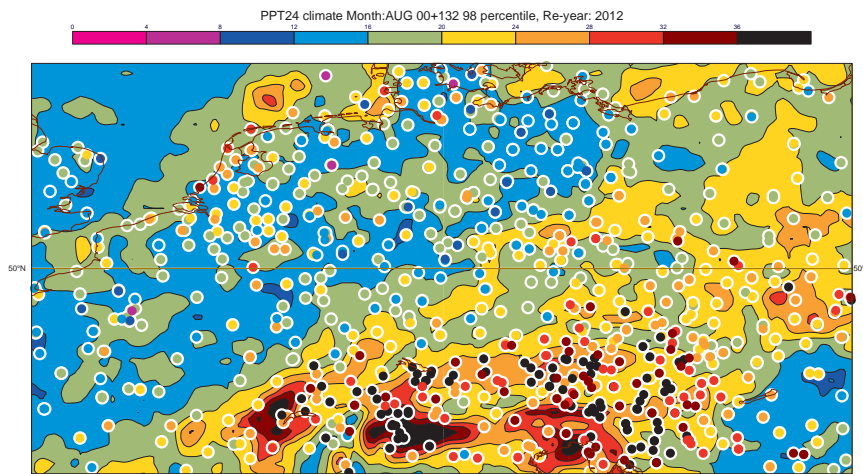 PPT24 climate Month:AUG 00+132 98 percentile, Re-year: 2012
0 4 8 12 16 20 24 28 32 36
50°N 50°